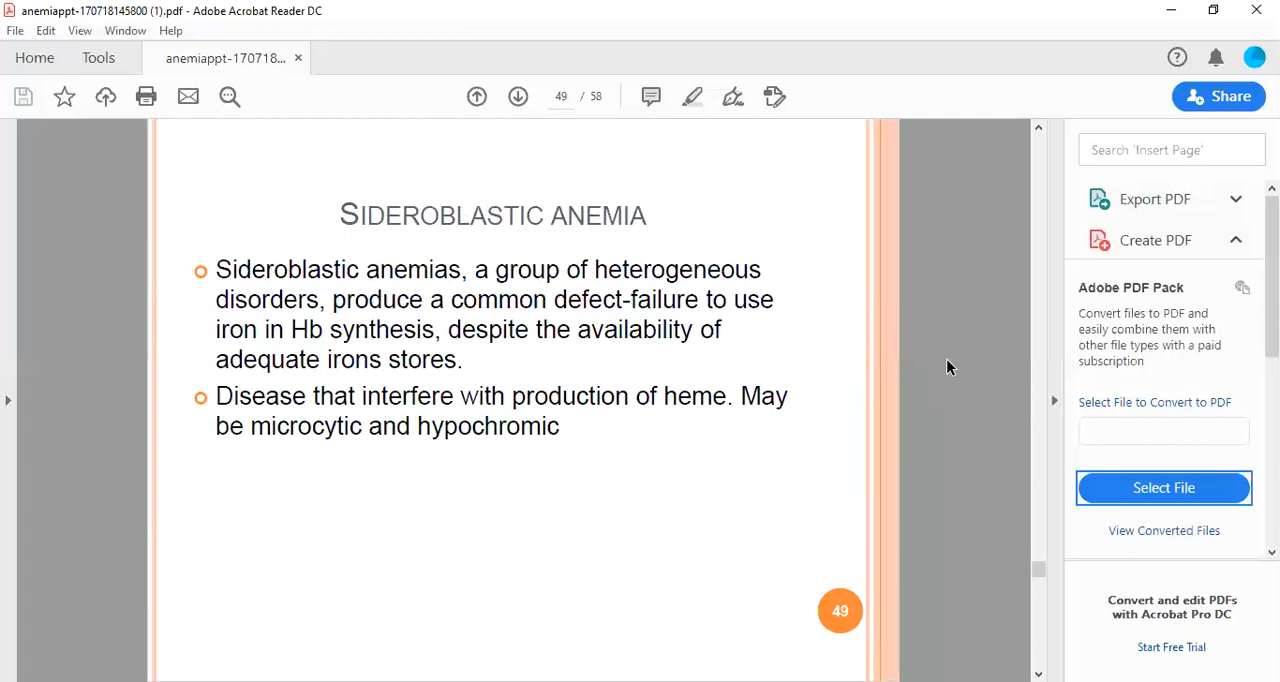 anemiappt-170718145800 (1).pdf - Adobe Acrobat Reader DC
File Edit View Window Help
Home Tools anemiappt-170718... ×
49 / 58
Share
Search 'Insert Page'
Export PDF
Create PDF
Adobe PDF Pack
Convert files to PDF and
easily combine them with
other file types with a paid
subscription
Select File to Convert to PDF
Select File
View Converted Files
Convert and edit PDFs
with Acrobat Pro DC
Start Free Trial
SIDEROBLASTIC ANEMIA
Sideroblastic anemias, a group of heterogeneous
disorders, produce a common defect-failure to use
iron in Hb synthesis, despite the availability of
adequate irons stores.
Disease that interfere with production of heme. May
be microcytic and hypochromic
49